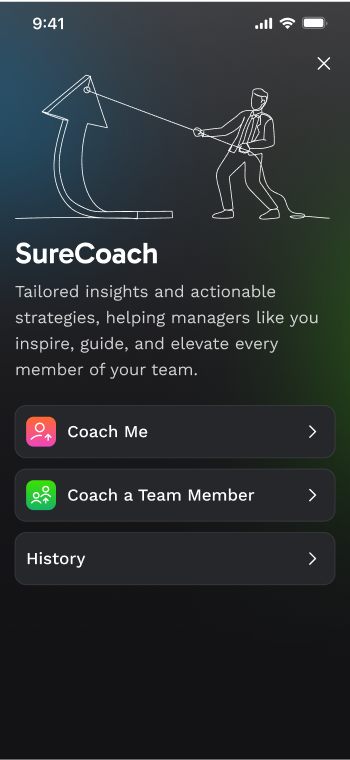 9:41
SureCoach
Tailored insights and actionable
strategies, helping managers like you
inspire, guide, and elevate every
member of your team.
Coach Me
Coach a Team Member
History